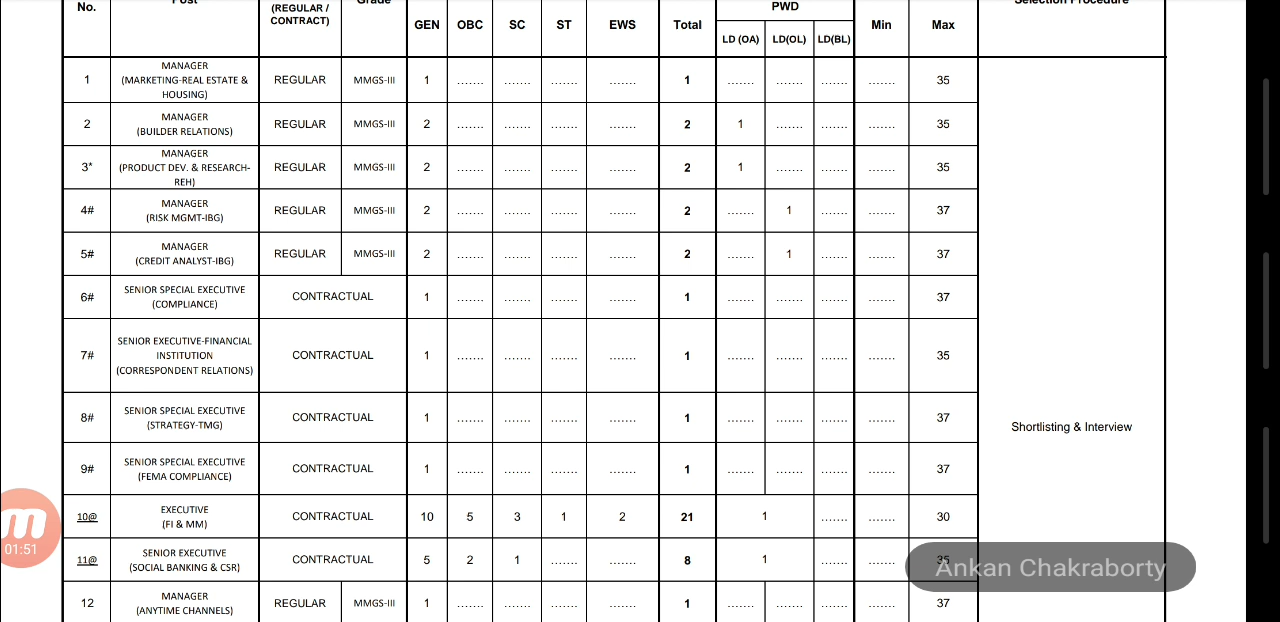 No. Post (REGULAR / CONTRACT) Grade GEN OBC SC ST EWS Total PWD LD (OA) LD(OL) LD(BL) Min Max Selection Procedure
1 MANAGER (MARKETING-REAL ESTATE & HOUSING) REGULAR MMGS-III 1 ....... ....... ....... ....... 1 ....... ....... ....... ....... 35
2 MANAGER (BUILDER RELATIONS) REGULAR MMGS-III 2 ....... ....... ....... ....... 2 1 ....... ....... ....... 35
3* MANAGER (PRODUCT DEV. & RESEARCH-REH) REGULAR MMGS-III 2 ....... ....... ....... ....... 2 1 ....... ....... ....... 35
4# MANAGER (RISK MGMT-IBG) REGULAR MMGS-III 2 ....... ....... ....... ....... 2 ....... 1 ....... ....... 37
5# MANAGER (CREDIT ANALYST-IBG) REGULAR MMGS-III 2 ....... ....... ....... ....... 2 ....... 1 ....... ....... 37
6# SENIOR SPECIAL EXECUTIVE (COMPLIANCE) CONTRACTUAL 1 ....... ....... ....... ....... 1 ....... ....... ....... ....... 37
7# SENIOR EXECUTIVE-FINANCIAL INSTITUTION (CORRESPONDENT RELATIONS) CONTRACTUAL 1 ....... ....... ....... ....... 1 ....... ....... ....... ....... 35
8# SENIOR SPECIAL EXECUTIVE (STRATEGY-TMG) CONTRACTUAL 1 ....... ....... ....... ....... 1 ....... ....... ....... ....... 37
Shortlisting & Interview
9# SENIOR SPECIAL EXECUTIVE (FEMA COMPLIANCE) CONTRACTUAL 1 ....... ....... ....... ....... 1 ....... ....... ....... ....... 37
10@ EXECUTIVE (FI & MM) CONTRACTUAL 10 5 3 1 2 21 1 ....... ....... 30
11@ SENIOR EXECUTIVE (SOCIAL BANKING & CSR) CONTRACTUAL 5 2 1 ....... ....... 8 1 ....... ....... 35
12 MANAGER (ANYTIME CHANNELS) REGULAR MMGS-III 1 ....... ....... ....... ....... 1 ....... ....... ....... ....... 37
m
01:51
Ankan Chakraborty